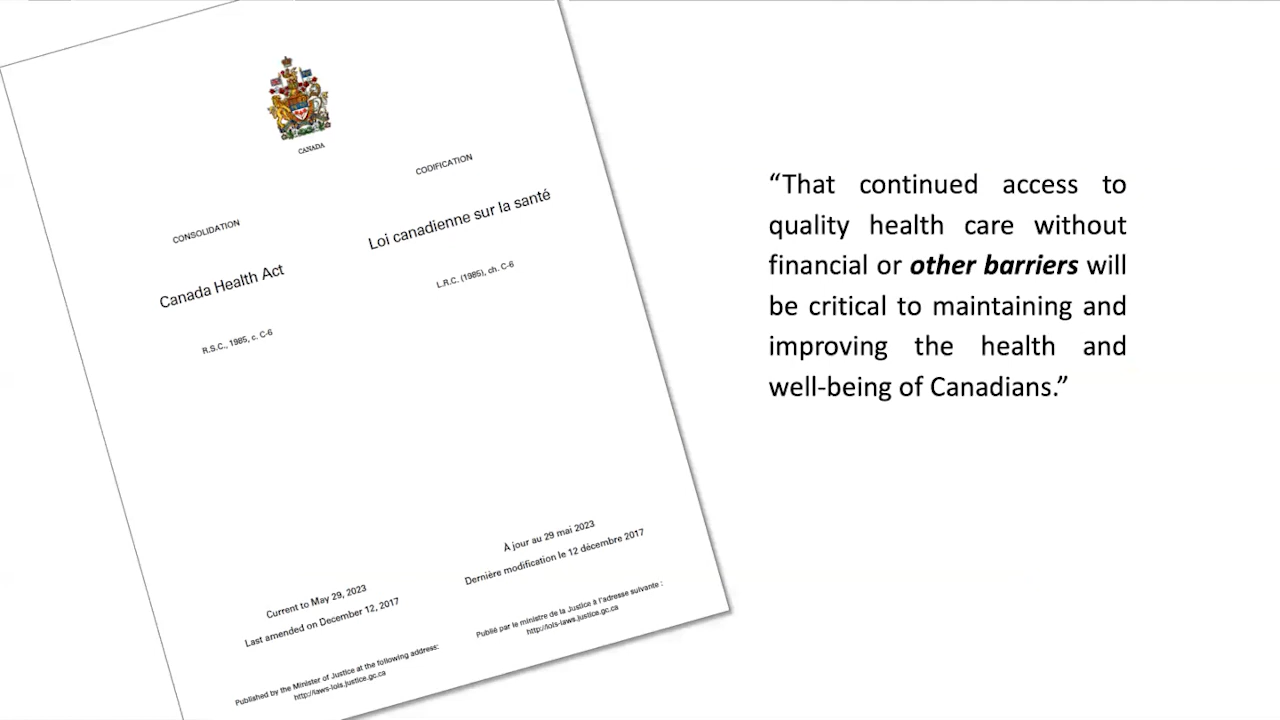 CANADA
CONSOLIDATION
Canada Health Act
R.S.C., 1985, c. C-6
CODIFICATION
Loi canadienne sur la santé
L.R.C. (1985), ch. C-6
Current to May 29, 2023
Last amended on December 12, 2017
À jour au 29 mai 2023
Dernière modification le 12 décembre 2017
Published by the Minister of Justice at the following address:
http://laws-lois.justice.gc.ca
Publié par le ministre de la Justice à l'adresse suivante :
http://lois-laws.justice.gc.ca
“That continued access to
quality health care without
financial or other barriers will
be critical to maintaining and
improving the health and
well-being of Canadians.”